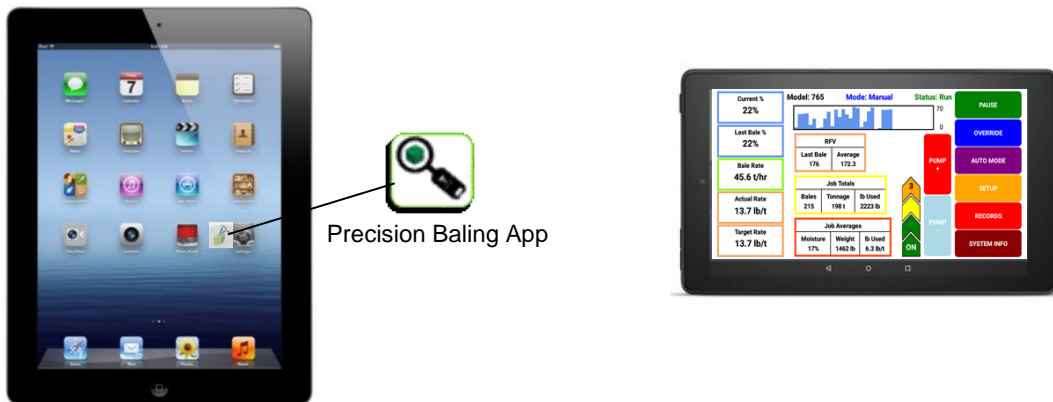 7
Precision Baling App
Current %
22%
Last Bale %
22%
Bale Rate
45.6 t/hr
Actual Rate
13.7 lb/t
Target Rate
13.7 lb/t
Model: 765 Mode: Manual Status: Run
70
0
RFV
Last Bale Average
176 172.3
Job Totals
Bales Tonnage lb Used
215 198 t 2223 lb
Job Averages
Moisture Weight lb Used
17% 1462 lb 6.3 lb/t
3
ON
PUMP
+
PUMP
-
PAUSE
OVERRIDE
AUTO MODE
SETUP
RECORDS
SYSTEM INFO